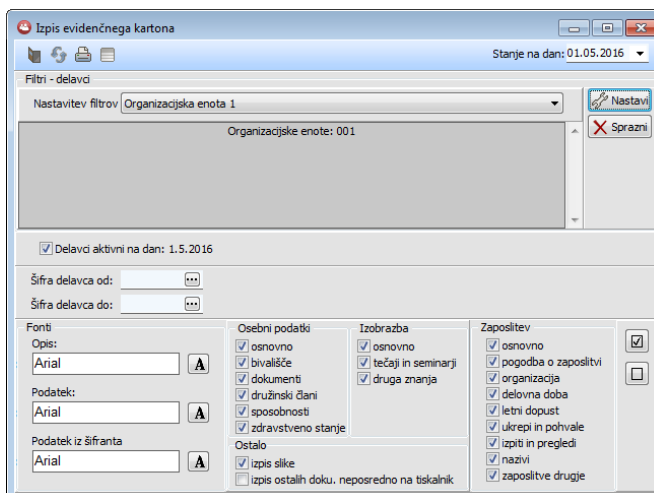 Izpis evidenčnega kartona
Stanje na dan: 01.05.2016
Filtri - delavci
Nastavitev filtrov Organizacijska enota 1
Nastavi
Organizacijske enote: 001
Sprazni
Delavci aktivni na dan: 1.5.2016
Šifra delavca od:
Šifra delavca do:
Fonti
Opis:
Arial
A
Podatek:
Arial
A
Podatek iz šifranta
Arial
A
Osebni podatki
osnovno
bivališče
dokumenti
družinski člani
sposobnosti
zdravstveno stanje
Izobrazba
osnovno
tečaji in seminarji
druga znanja
Ostalo
izpis slike
izpis ostalih doku. neposredno na tiskalnik
Zaposlitev
osnovno
pogodba o zaposlitvi
organizacija
delovna doba
letni dopust
ukrepi in pohvale
izpiti in pregledi
nazivi
zaposlitve drugje